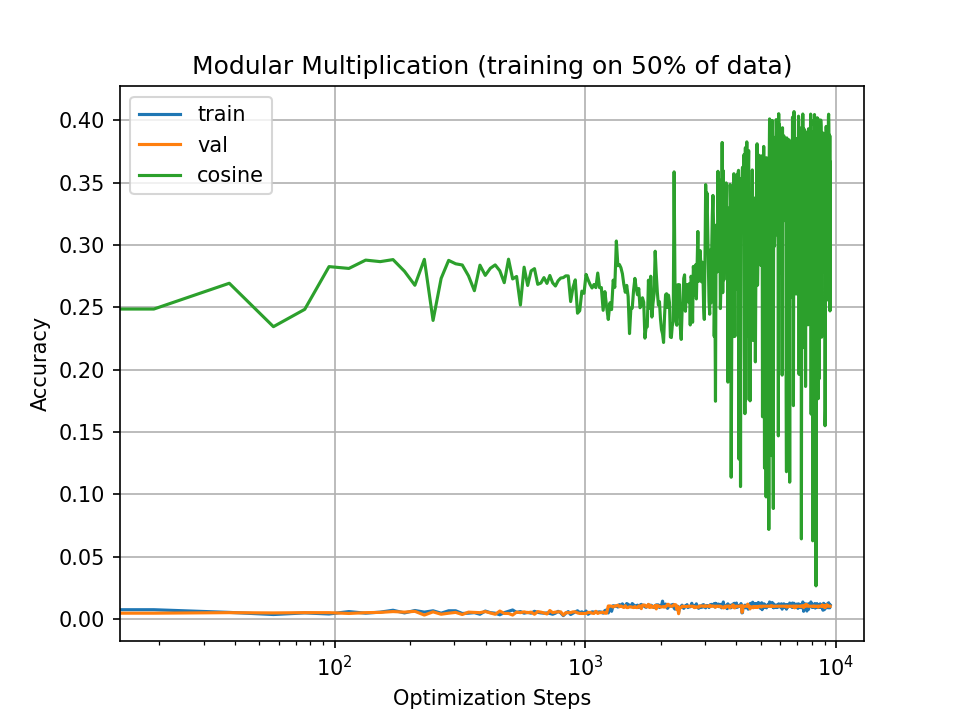 Modular Multiplication (training on 50% of data)
train
val
cosine
0.40
0.35
0.30
0.25
0.20
0.15
0.10
0.05
0.00
Accuracy
10²
10³
10⁴
Optimization Steps